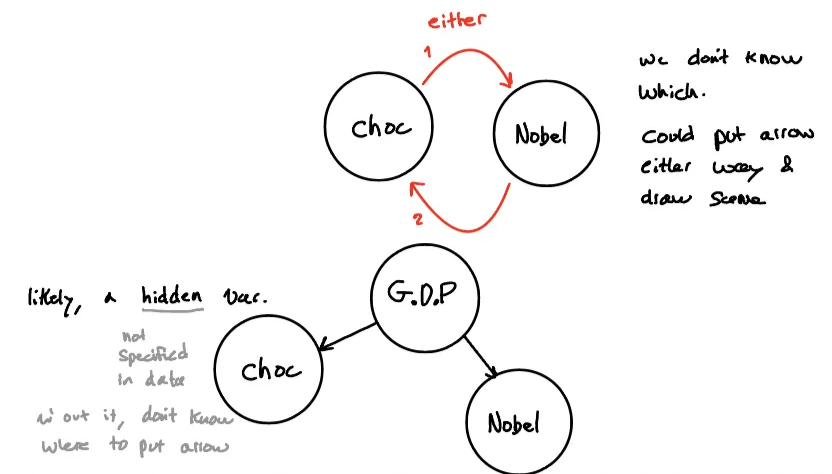 either
1
we don't know
which.
Choc
Nobel
could put arrow
either way &
draw scene
2
G.D.P
likely, a hidden var.
not
specified
in data
Choc
w' out it, don't know
where to put arrow
Nobel